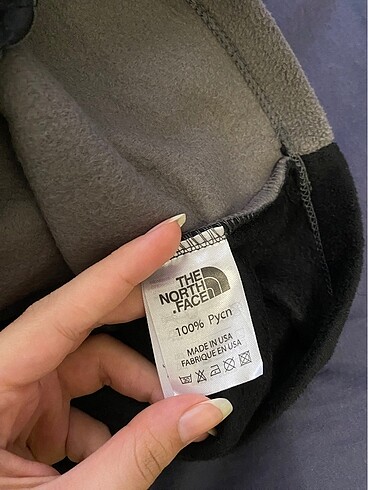 THE
NORTH
FACE
100% Pycn
MADE IN USA
FABRIQUE EN USA